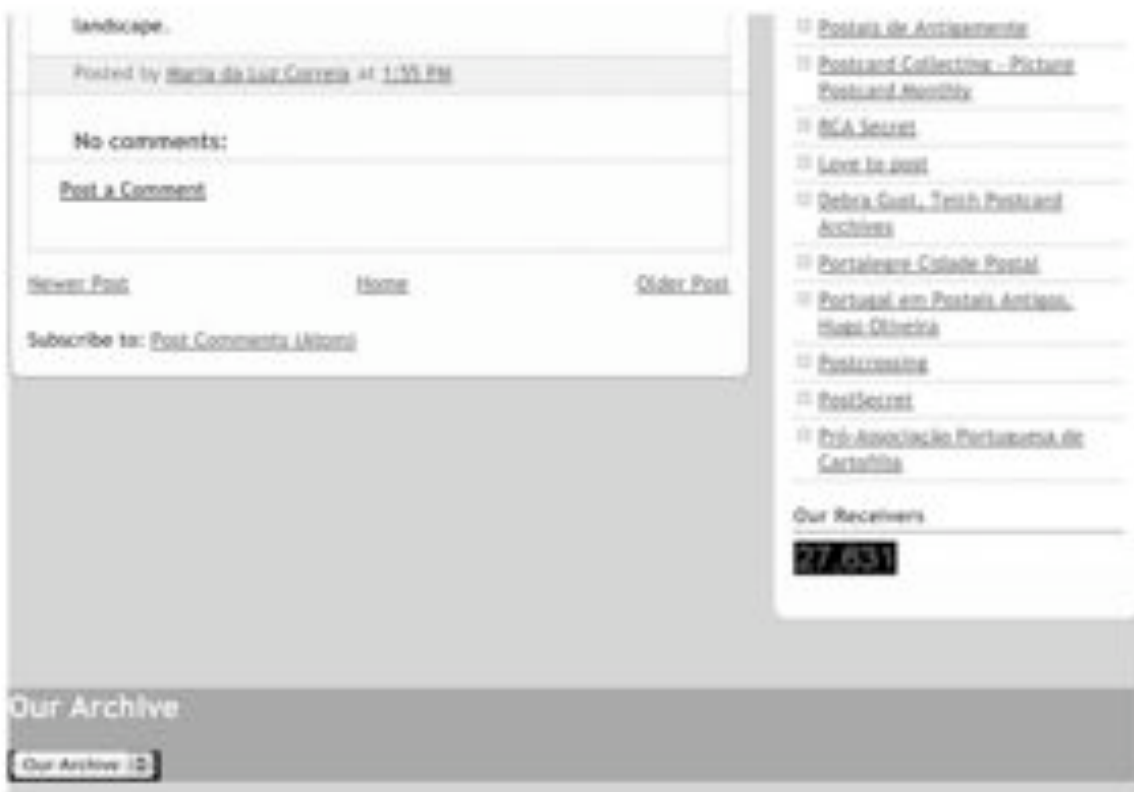 landscape.
Posted by Maria da Luz Correia at 1:55 PM
No comments:
Post a Comment
Newer Post Home Older Post
Subscribe to: Post Comments (Atom)
Postais de Antigamente
Postcard Collecting - Picture
Postcard Monthly
RCA Secret
Love to post
Debra Gust, Teich Postcard
Archives
Portalegre Cidade Postal
Portugal em Postais Antigos,
Hugo Oliveira
Postcrossing
PostSecret
Pró-Associação Portuguesa de
Cartofilia
Our Receivers
27,631
Our Archive
Our Archive